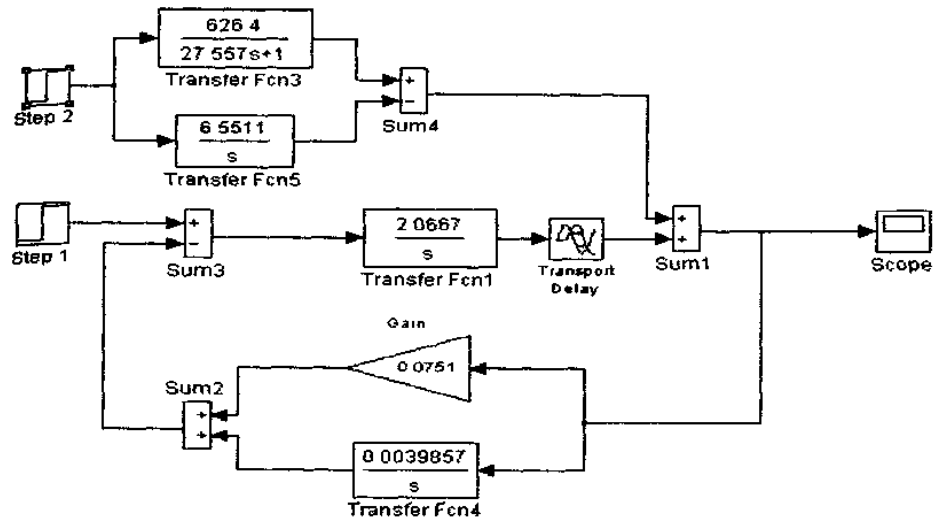 626 4
27 557s+1
Transfer Fcn3
+
−
Sum4
Step 2
6 5511
s
Transfer Fcn5
Step 1
+
−
Sum3
2 0667
s
Transfer Fcn1
Transport
Delay
+
+
Sum1
Scope
Gain
0 0751
Sum2
+
+
0 0039857
s
Transfer Fcn4